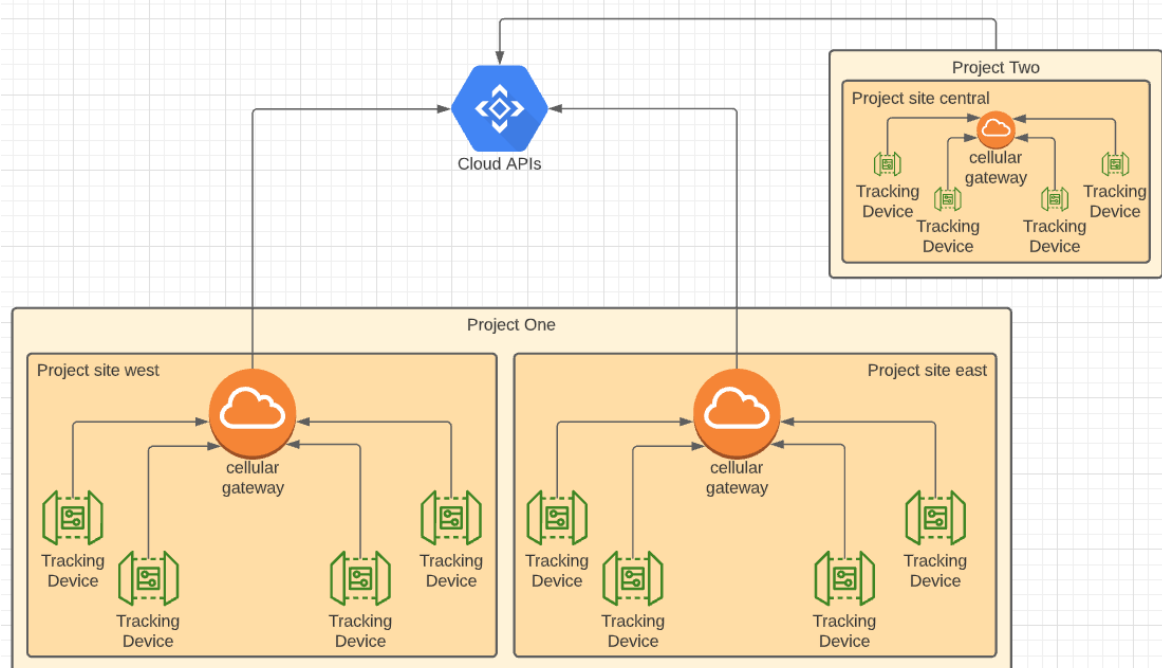 Project Two
Project site central
cellular
gateway
Tracking
Device
Tracking
Device
Tracking
Device
Tracking
Device
Cloud APIs
Project One
Project site west
cellular
gateway
Tracking
Device
Tracking
Device
Tracking
Device
Tracking
Device
Project site east
cellular
gateway
Tracking
Device
Tracking
Device
Tracking
Device
Tracking
Device